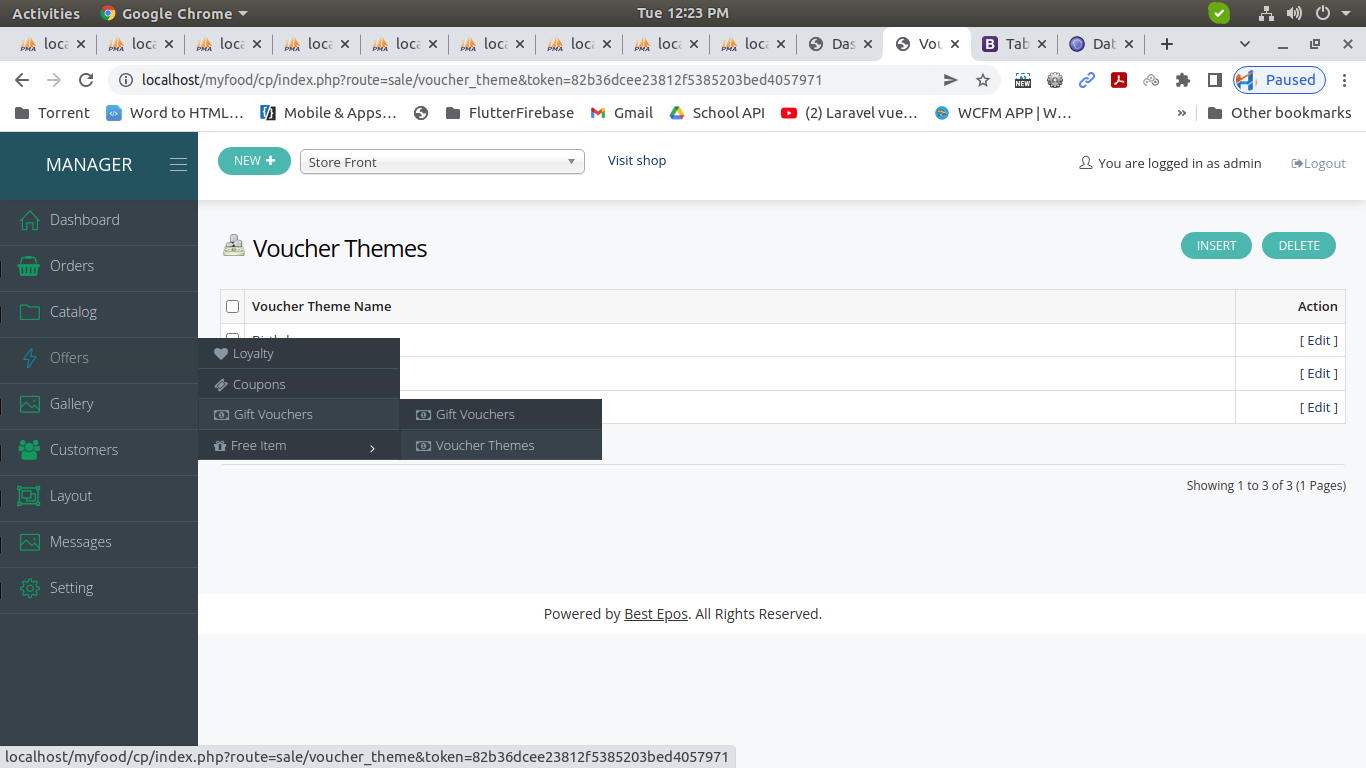 Activities Google Chrome Tue 12:23 PM
loca loca loca loca loca loca loca loca loca Das Vou Tab Dat
localhost/myfood/cp/index.php?route=sale/voucher_theme&token=82b36dcee23812f5385203bed4057971 NEW Paused
Torrent Word to HTML... Mobile & Apps... FlutterFirebase Gmail School API (2) Laravel vue... WCFM APP | W... » Other bookmarks
MANAGER NEW + Store Front Visit shop You are logged in as admin Logout
Dashboard
Orders
Catalog
Offers
Gallery
Customers
Layout
Messages
Setting
Voucher Themes INSERT DELETE
Voucher Theme Name Action
[ Edit ]
[ Edit ]
[ Edit ]
Loyalty
Coupons
Gift Vouchers
Free Item
Gift Vouchers
Voucher Themes
Showing 1 to 3 of 3 (1 Pages)
Powered by Best Epos. All Rights Reserved.
localhost/myfood/cp/index.php?route=sale/voucher_theme&token=82b36dcee23812f5385203bed4057971